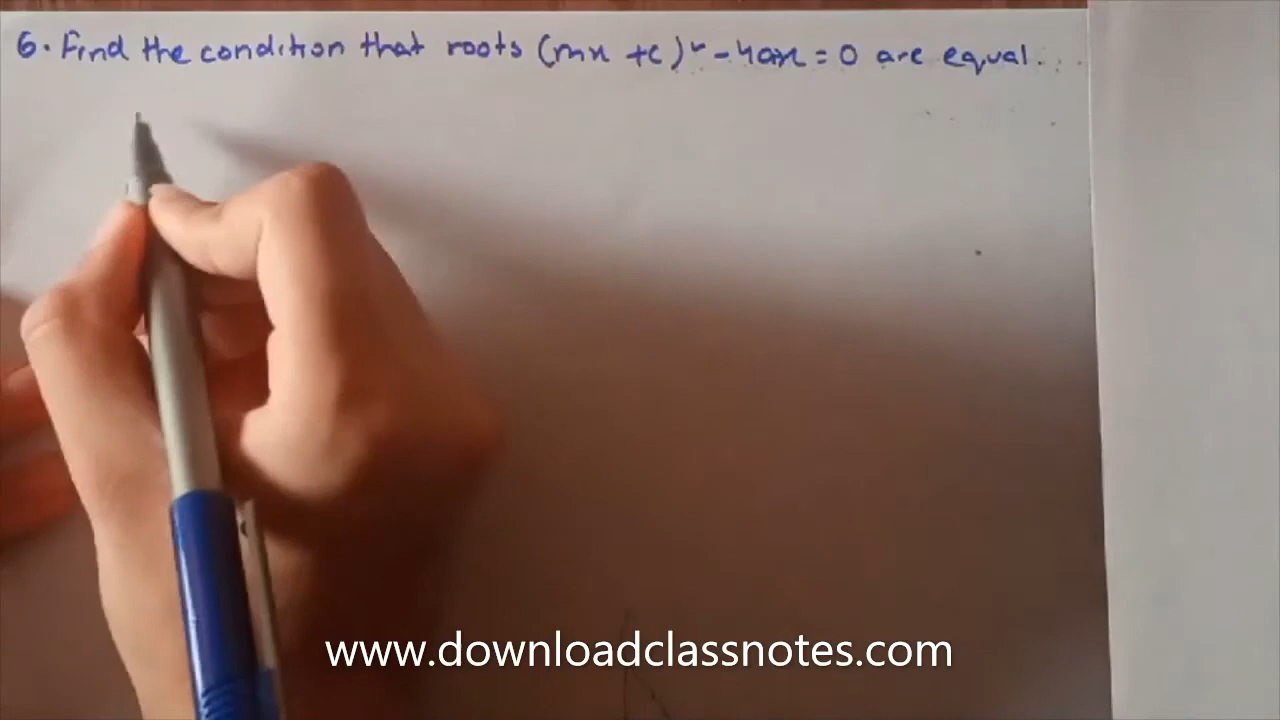 6. Find the condition that roots (mx + c)² - 4ax = 0 are equal.
www.downloadclassnotes.com